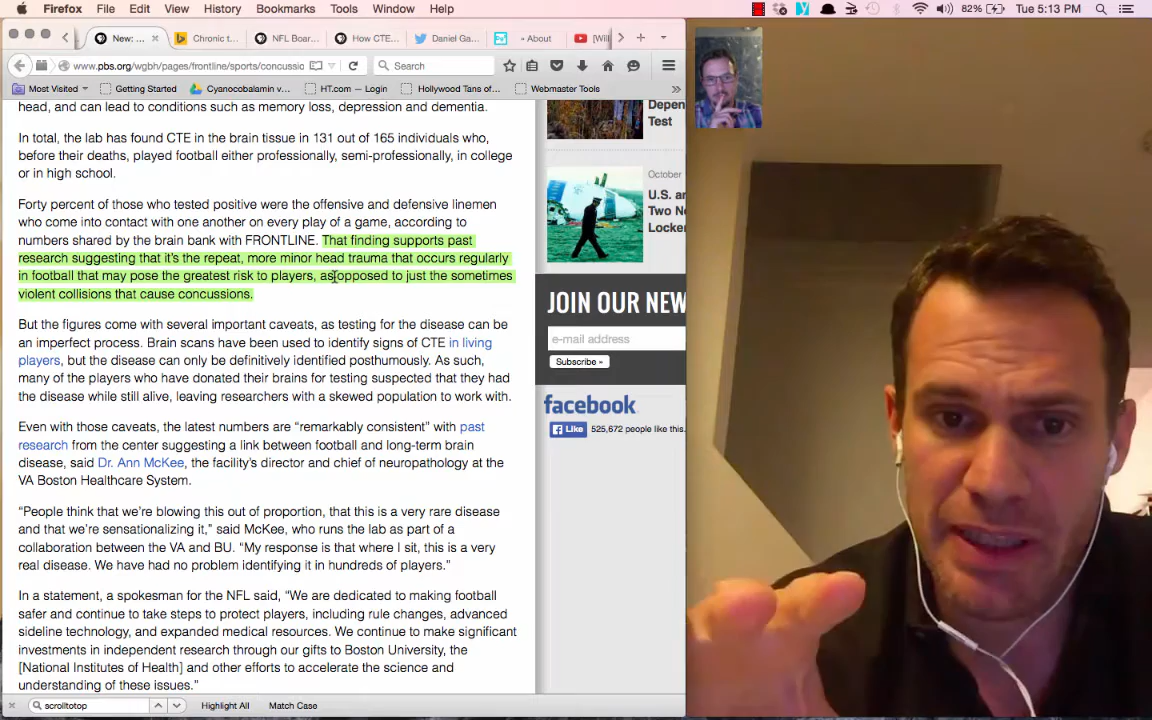 Firefox File Edit View History Bookmarks Tools Window Help 82% Tue 5:13 PM
New: ... Chronic t... NFL Boar... How CTE... Daniel Ga... » About [Wil
www.pbs.org/wgbh/pages/frontline/sports/concussio Search
Most Visited Getting Started Cyanocobalamin v... HT.com — Login Hollywood Tans of... Webmaster Tools
head, and can lead to conditions such as memory loss, depression and dementia.
In total, the lab has found CTE in the brain tissue in 131 out of 165 individuals who,
before their deaths, played football either professionally, semi-professionally, in college
or in high school.
Forty percent of those who tested positive were the offensive and defensive linemen
who come into contact with one another on every play of a game, according to
numbers shared by the brain bank with FRONTLINE. That finding supports past
research suggesting that it's the repeat, more minor head trauma that occurs regularly
in football that may pose the greatest risk to players, as opposed to just the sometimes
violent collisions that cause concussions.
But the figures come with several important caveats, as testing for the disease can be
an imperfect process. Brain scans have been used to identify signs of CTE in living
players, but the disease can only be definitively identified posthumously. As such,
many of the players who have donated their brains for testing suspected that they had
the disease while still alive, leaving researchers with a skewed population to work with.
Even with those caveats, the latest numbers are “remarkably consistent” with past
research from the center suggesting a link between football and long-term brain
disease, said Dr. Ann McKee, the facility's director and chief of neuropathology at the
VA Boston Healthcare System.
“People think that we're blowing this out of proportion, that this is a very rare disease
and that we're sensationalizing it,” said McKee, who runs the lab as part of a
collaboration between the VA and BU. “My response is that where I sit, this is a very
real disease. We have had no problem identifying it in hundreds of players.”
In a statement, a spokesman for the NFL said, “We are dedicated to making football
safer and continue to take steps to protect players, including rule changes, advanced
sideline technology, and expanded medical resources. We continue to make significant
investments in independent research through our gifts to Boston University, the
[National Institutes of Health] and other efforts to accelerate the science and
understanding of these issues.”
Depen
Test
October
U.S. a
Two Ne
Locker
JOIN OUR NEW
e-mail address
Subscribe »
facebook
Like 525,672 people like this.
scrolltotop Highlight All Match Case